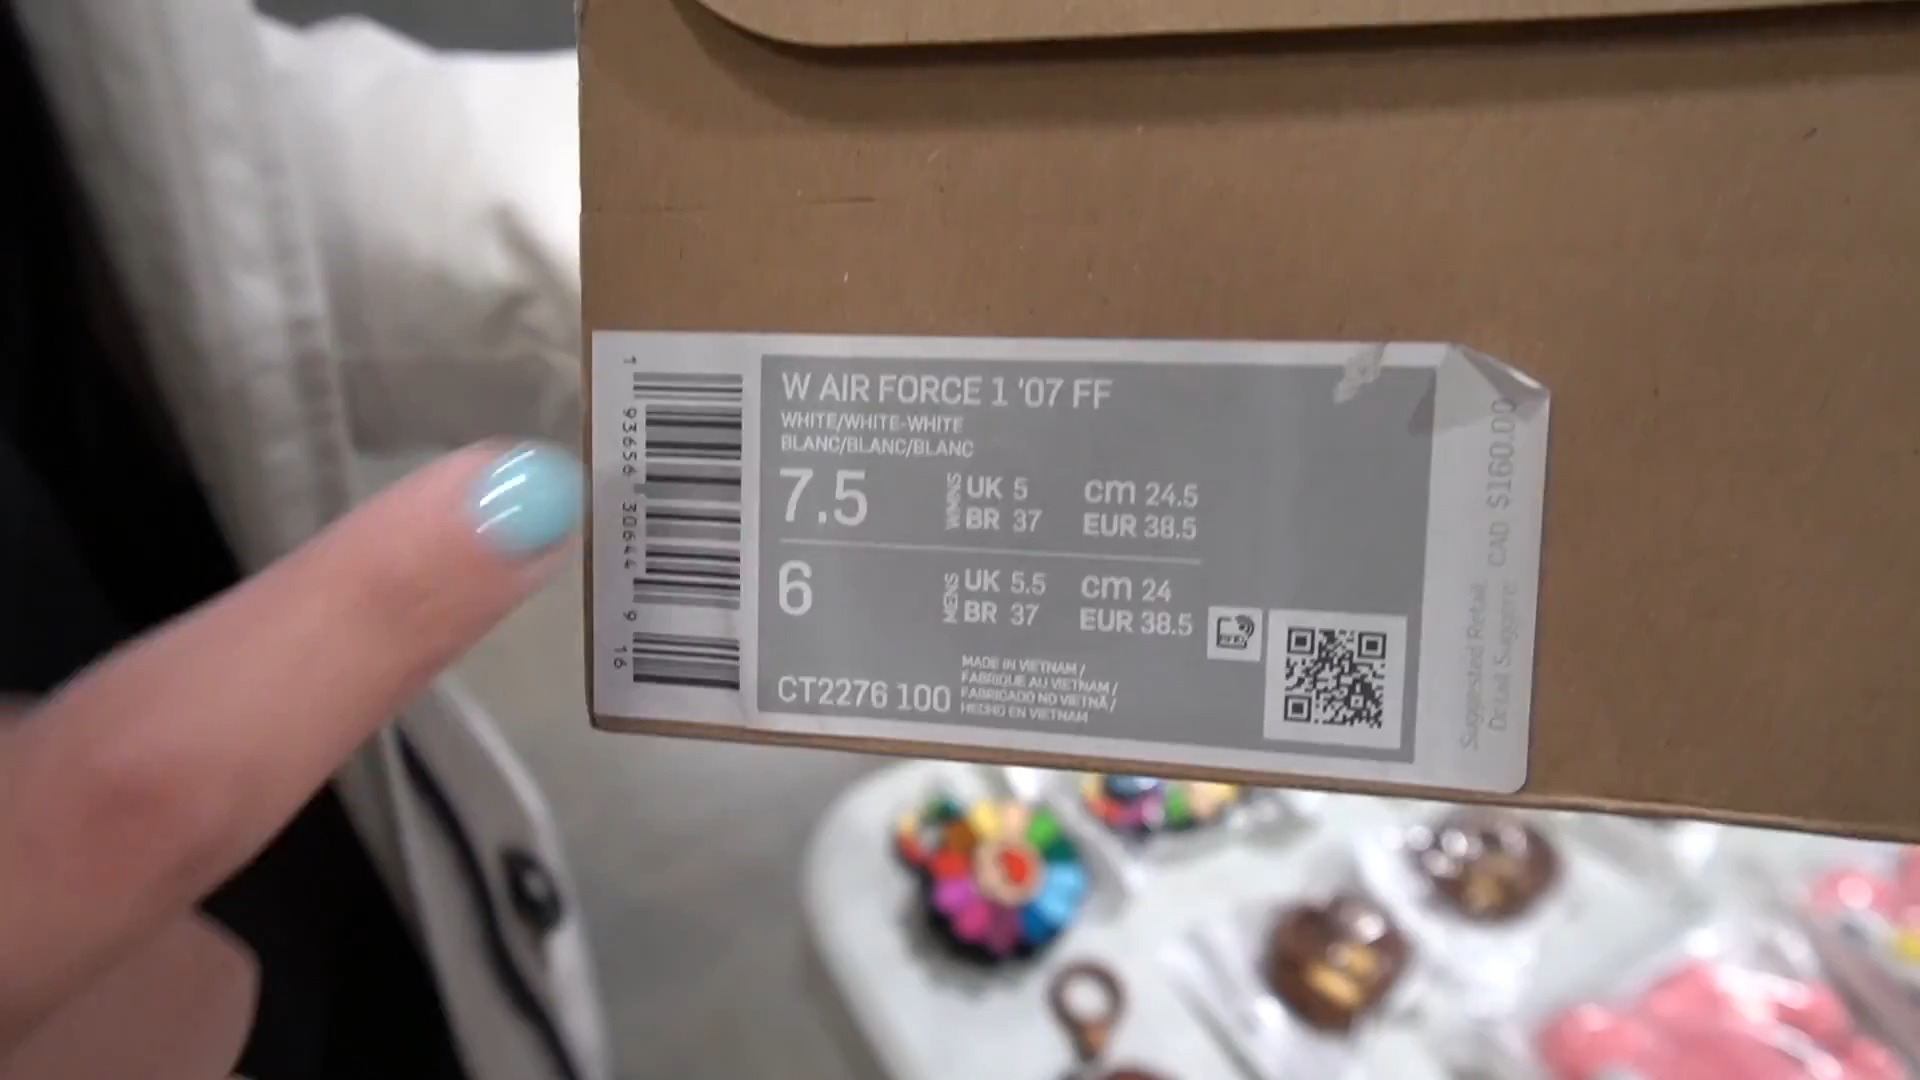 W AIR FORCE 1 '07 FF
WHITE/WHITE-WHITE
BLANC/BLANC/BLANC
7.5 WMNS UK 5 cm 24.5
BR 37 EUR 38.5
6 MENS UK 5.5 cm 24
BR 37 EUR 38.5
CT2276 100
MADE IN VIETNAM /
FABRIQUE AU VIETNAM /
FABRICADO NO VIETNÃ /
HECHO EN VIETNAM
1 93656 30644 9 16
Suggested Retail CAD $160.00